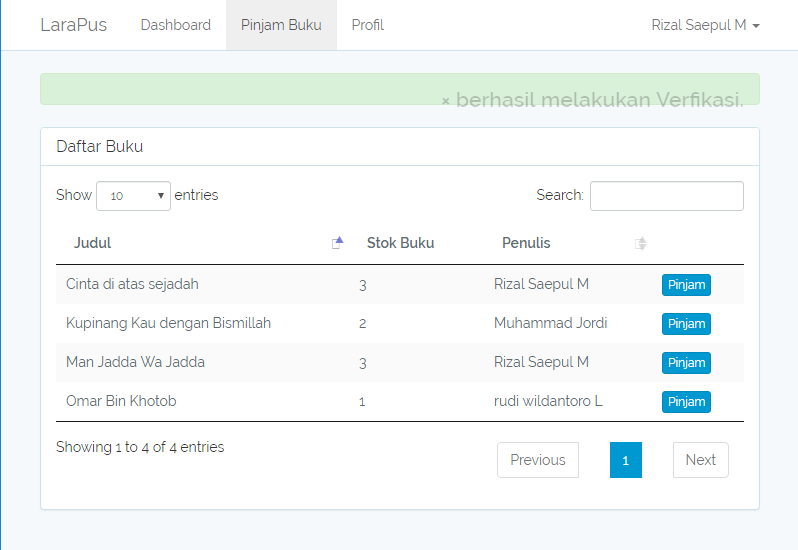 LaraPus Dashboard Pinjam Buku Profil Rizal Saepul M
× berhasil melakukan Verfikasi.
Daftar Buku
Show 10 entries Search:
Judul Stok Buku Penulis
Cinta di atas sejadah 3 Rizal Saepul M Pinjam
Kupinang Kau dengan Bismillah 2 Muhammad Jordi Pinjam
Man Jadda Wa Jadda 3 Rizal Saepul M Pinjam
Omar Bin Khotob 1 rudi wildantoro L Pinjam
Showing 1 to 4 of 4 entries Previous 1 Next